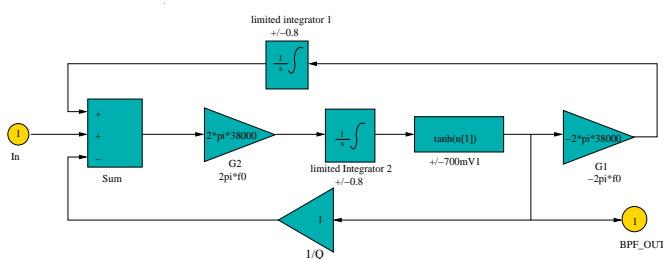 limited integrator 1
+/−0.8
1
s
+
+
−
1
In
Sum
2*pi*38000
G2
2pi*f0
1
s
limited Integrator 2
+/−0.8
tanh(u[1])
+/−700mV1
−2*pi*38000
G1
−2pi*f0
1
1/Q
1
BPF_OUT